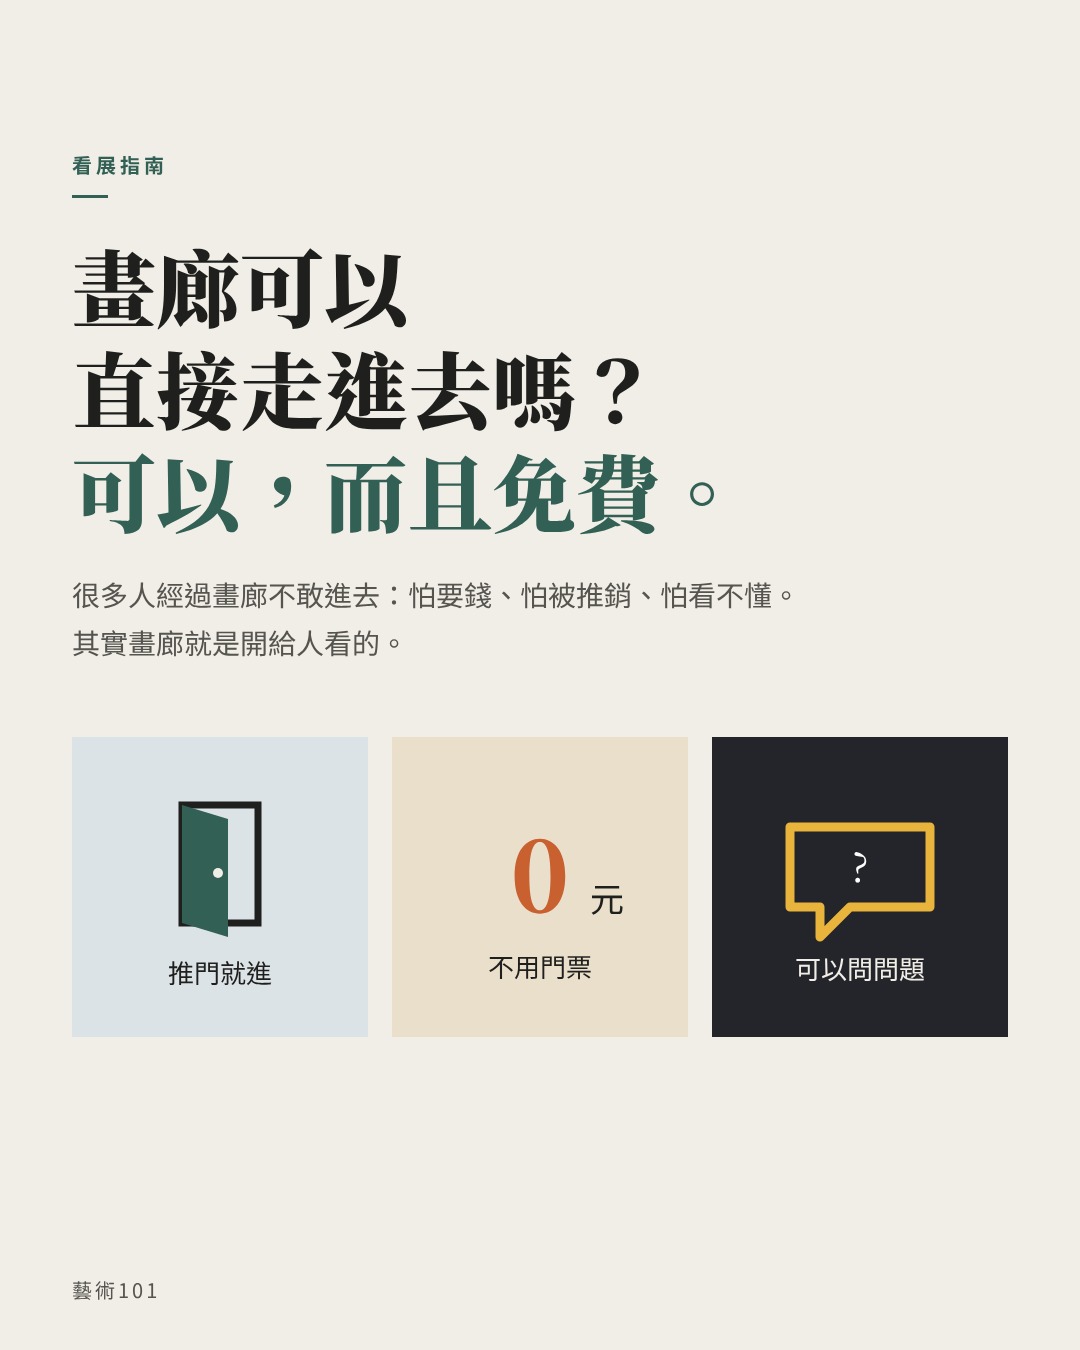 看展指南
畫廊可以
直接走進去嗎？
可以，而且免費。
很多人經過畫廊不敢進去：怕要錢、怕被推銷、怕看不懂。
其實畫廊就是開給人看的。
推門就進
0 元
不用門票
?
可以問問題
藝術101